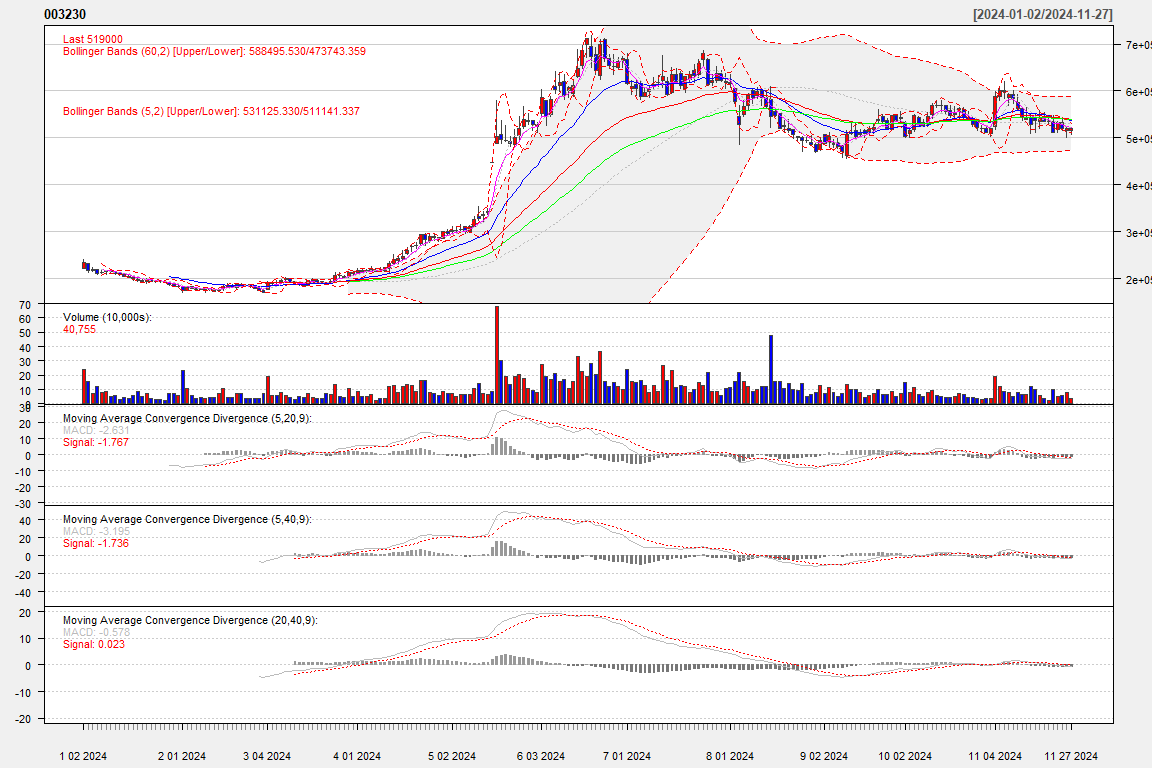 003230 [2024-01-02/2024-11-27]
Last 519000
Bollinger Bands (60,2) [Upper/Lower]: 588495.530/473743.359
Bollinger Bands (5,2) [Upper/Lower]: 531125.330/511141.337
7e+05
6e+05
5e+05
4e+05
3e+05
2e+05
Volume (10,000s):
40,755
70
60
50
40
30
20
10
0
Moving Average Convergence Divergence (5,20,9):
MACD: -2.631
Signal: -1.767
30
20
10
0
-10
-20
-30
Moving Average Convergence Divergence (5,40,9):
MACD: -3.195
Signal: -1.736
40
20
0
-20
-40
Moving Average Convergence Divergence (20,40,9):
MACD: -0.578
Signal: 0.023
20
10
0
-10
-20
1 02 2024 2 01 2024 3 04 2024 4 01 2024 5 02 2024 6 03 2024 7 01 2024 8 01 2024 9 02 2024 10 02 2024 11 04 2024 11 27 2024